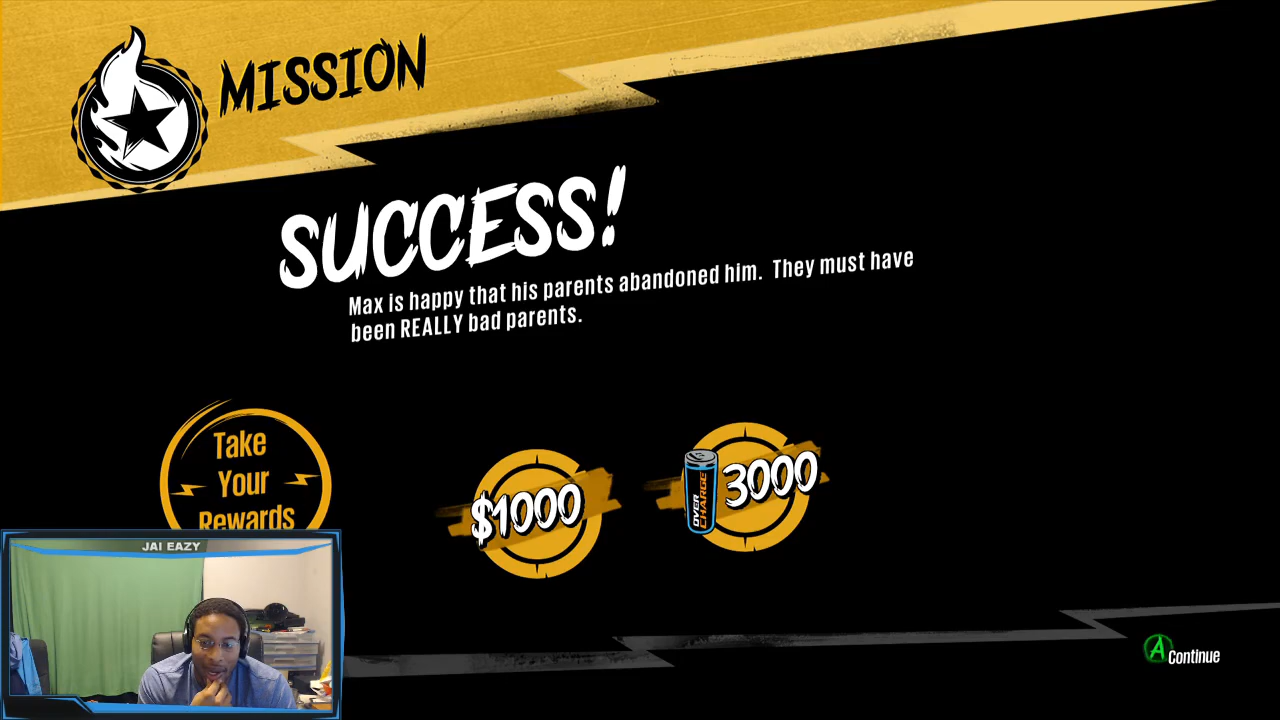 MISSION
SUCCESS!
Max is happy that his parents abandoned him. They must have
been REALLY bad parents.
Take
Your
Rewards
$1000
OVER
CHARGE
3000
JAI EAZY
A Continue